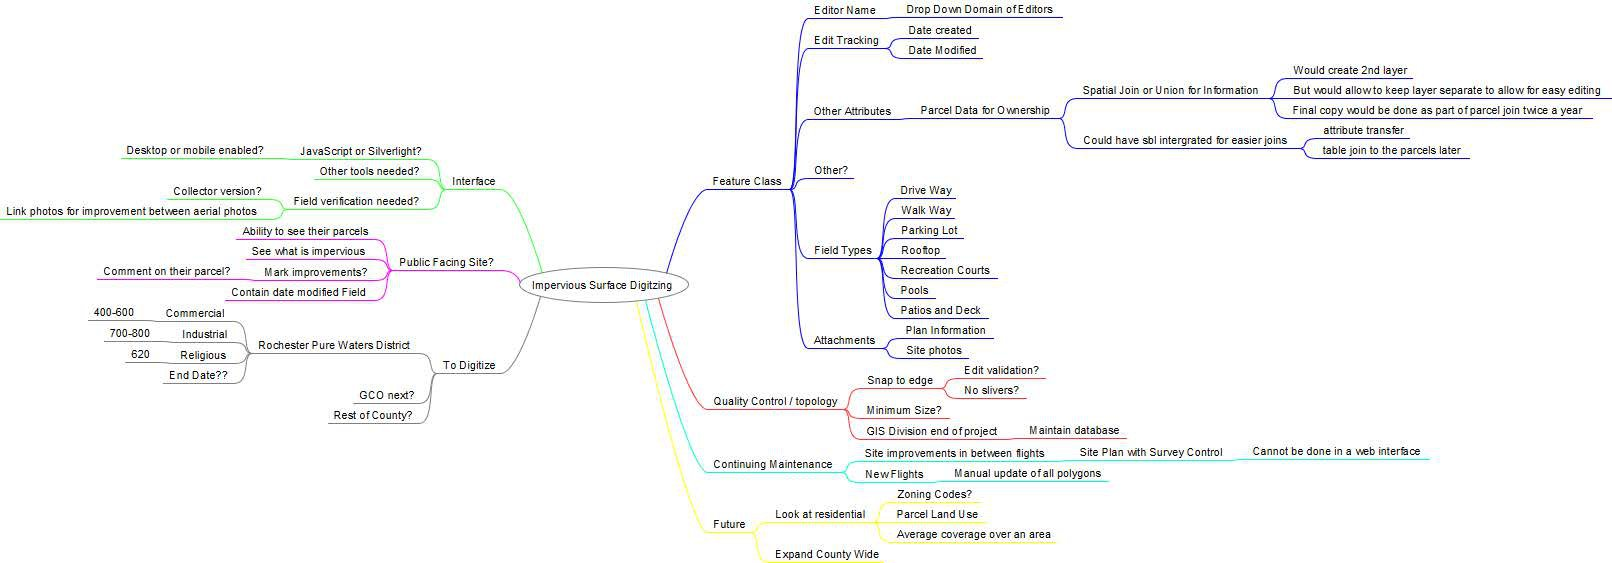 Impervious Surface Digitzing
Feature Class
Editor Name
Drop Down Domain of Editors
Edit Tracking
Date created
Date Modified
Other Attributes
Parcel Data for Ownership
Spatial Join or Union for Information
Would create 2nd layer
But would allow to keep layer separate to allow for easy editing
Final copy would be done as part of parcel join twice a year
Could have sbl intergrated for easier joins
attribute transfer
table join to the parcels later
Other?
Field Types
Drive Way
Walk Way
Parking Lot
Rooftop
Recreation Courts
Pools
Patios and Deck
Attachments
Plan Information
Site photos
Quality Control / topology
Snap to edge
Edit validation?
No slivers?
Minimum Size?
GIS Division end of project
Maintain database
Continuing Maintenance
Site improvements in between flights
Site Plan with Survey Control
Cannot be done in a web interface
New Flights
Manual update of all polygons
Future
Look at residential
Zoning Codes?
Parcel Land Use
Average coverage over an area
Expand County Wide
Interface
JavaScript or Silverlight?
Desktop or mobile enabled?
Other tools needed?
Field verification needed?
Collector version?
Link photos for improvement between aerial photos
Public Facing Site?
Ability to see their parcels
See what is impervious
Mark improvements?
Comment on their parcel?
Contain date modified Field
To Digitize
Rochester Pure Waters District
Commercial
400-600
Industrial
700-800
Religious
620
End Date??
GCO next?
Rest of County?